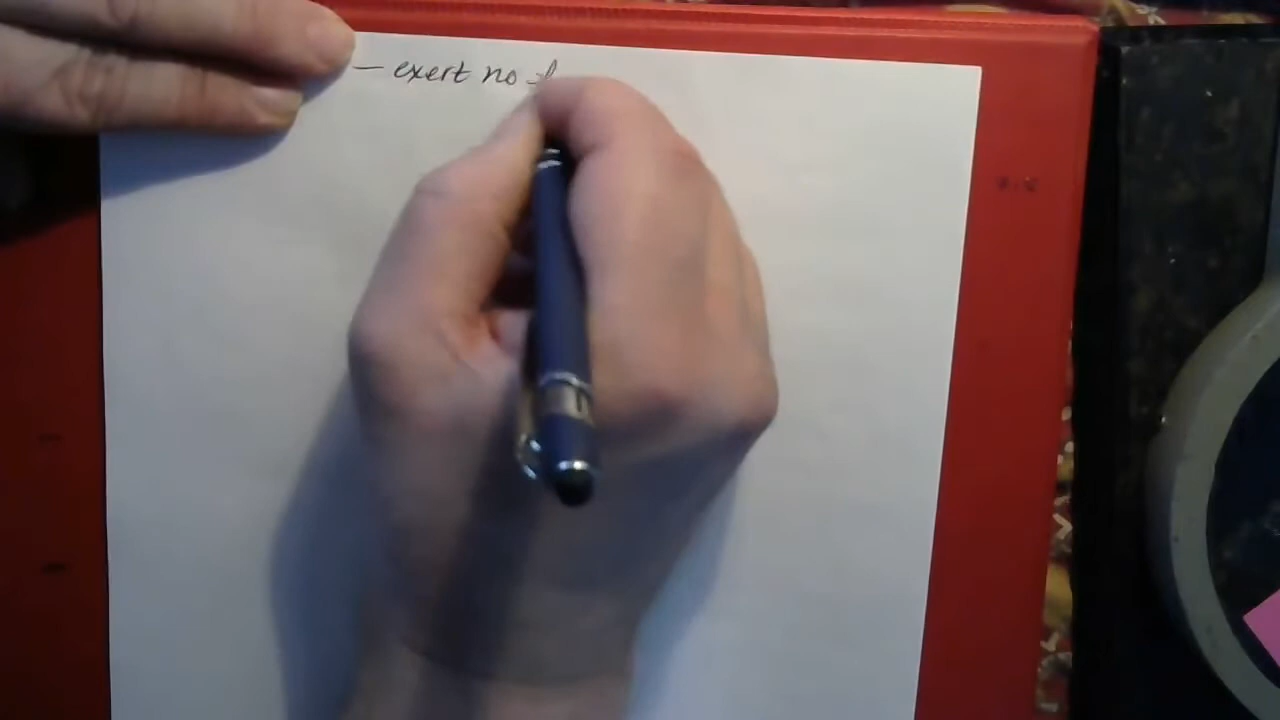 — exert no